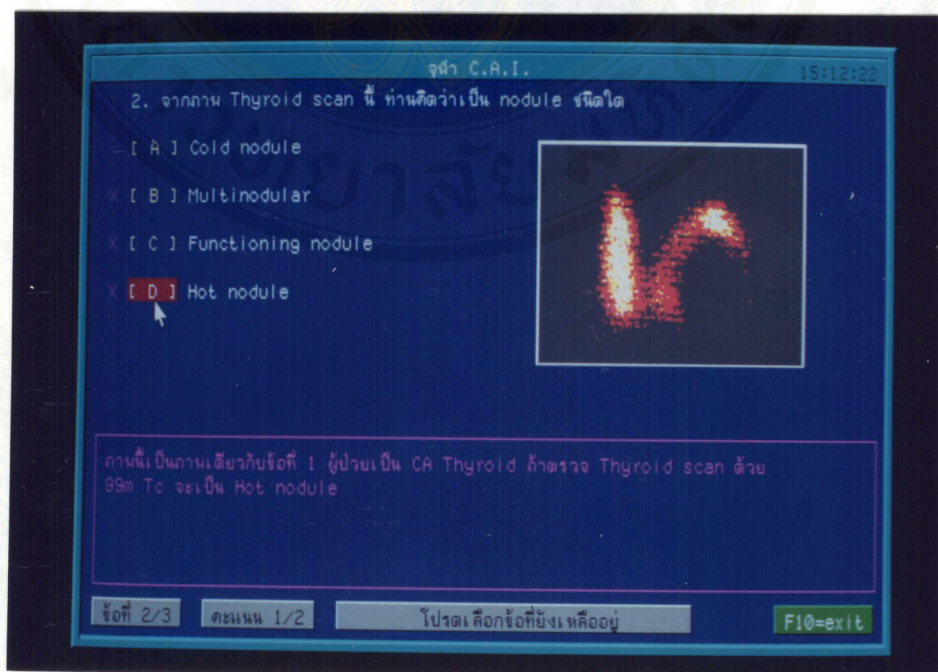 จุฬา C.A.I.
15:12:23
2. จากภาพ Thyroid scan นี้ ท่านคิดว่าเป็น nodule ชนิดใด
[ A ] Cold nodule
X [ B ] Multinodular
X [ C ] Functioning nodule
X [ D ] Hot nodule
ภาพนี้เป็นภาพเดียวกับข้อที่ 1 ผู้ป่วยเป็น CA Thyroid ถ้าตรวจ Thyroid scan ด้วย
99m Tc จะเป็น Hot nodule
ข้อที่ 2/3
คะแนน 1/2
โปรดเลือกข้อที่ยังเหลืออยู่
F10=exit